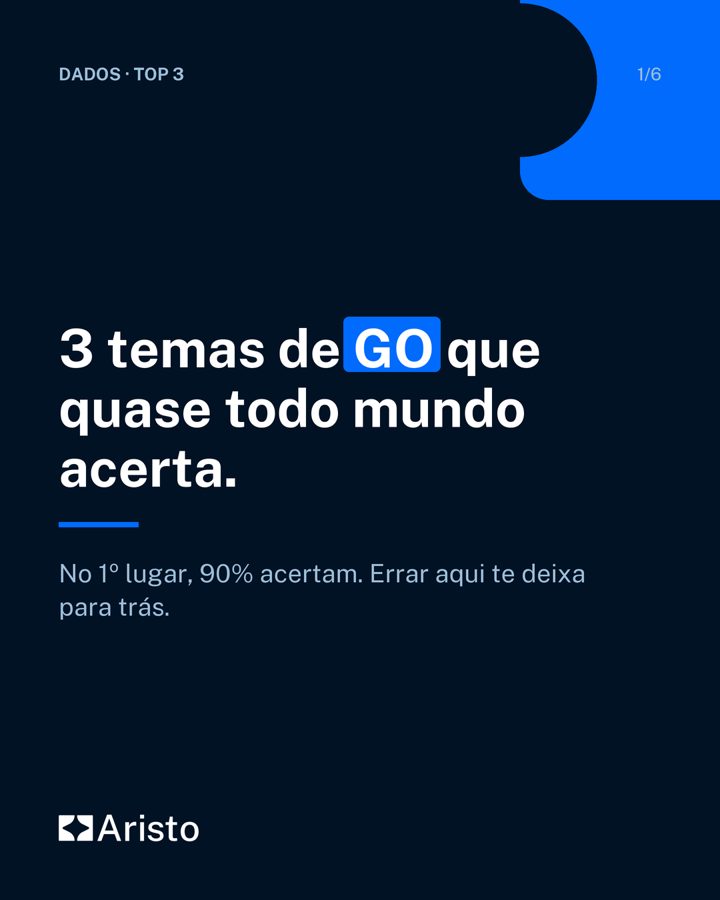 DADOS · TOP 3
1/6
3 temas de GO que
quase todo mundo
acerta.
No 1º lugar, 90% acertam. Errar aqui te deixa
para trás.
Aristo